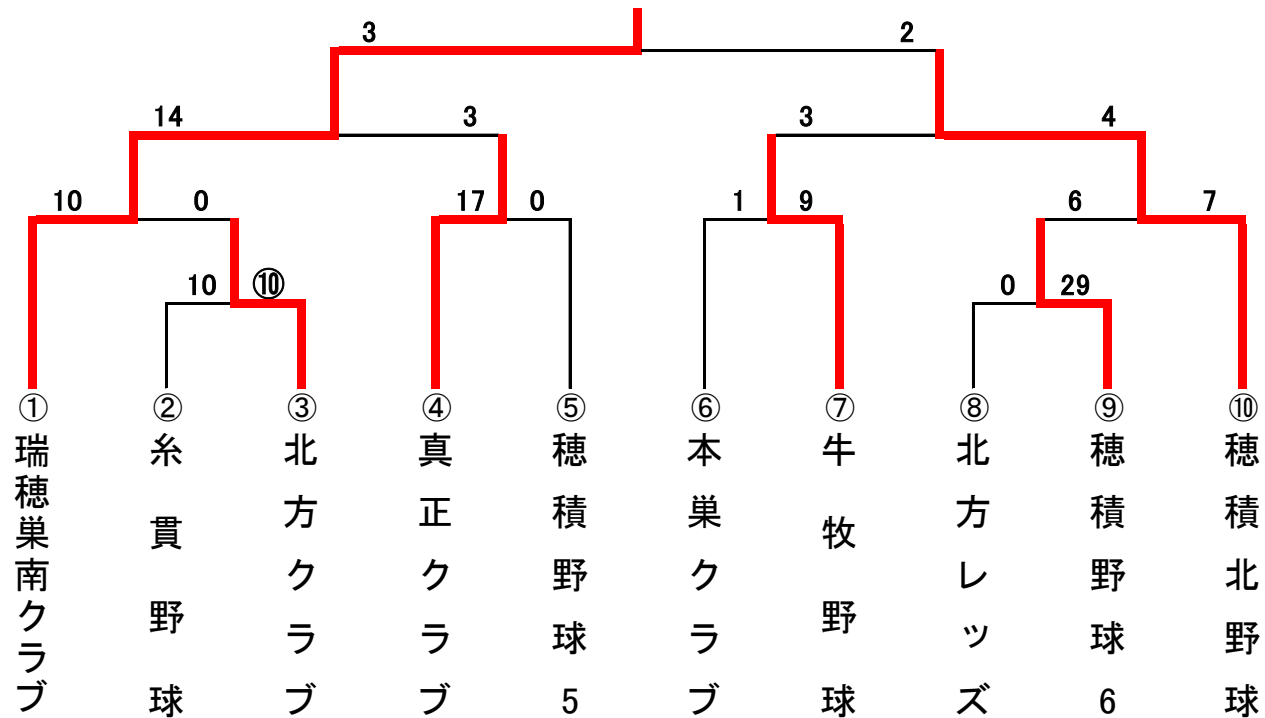 3 2
14 3 3 4
10 0 17 0 1 9 6 7
10 ⑩ 0 29
① ② ③ ④ ⑤ ⑥ ⑦ ⑧ ⑨ ⑩
瑞穂巣南クラブ
糸貫野球
北方クラブ
真正クラブ
穂積野球5
本巣クラブ
牛牧野球
北方レッズ
穂積野球6
穂積北野球